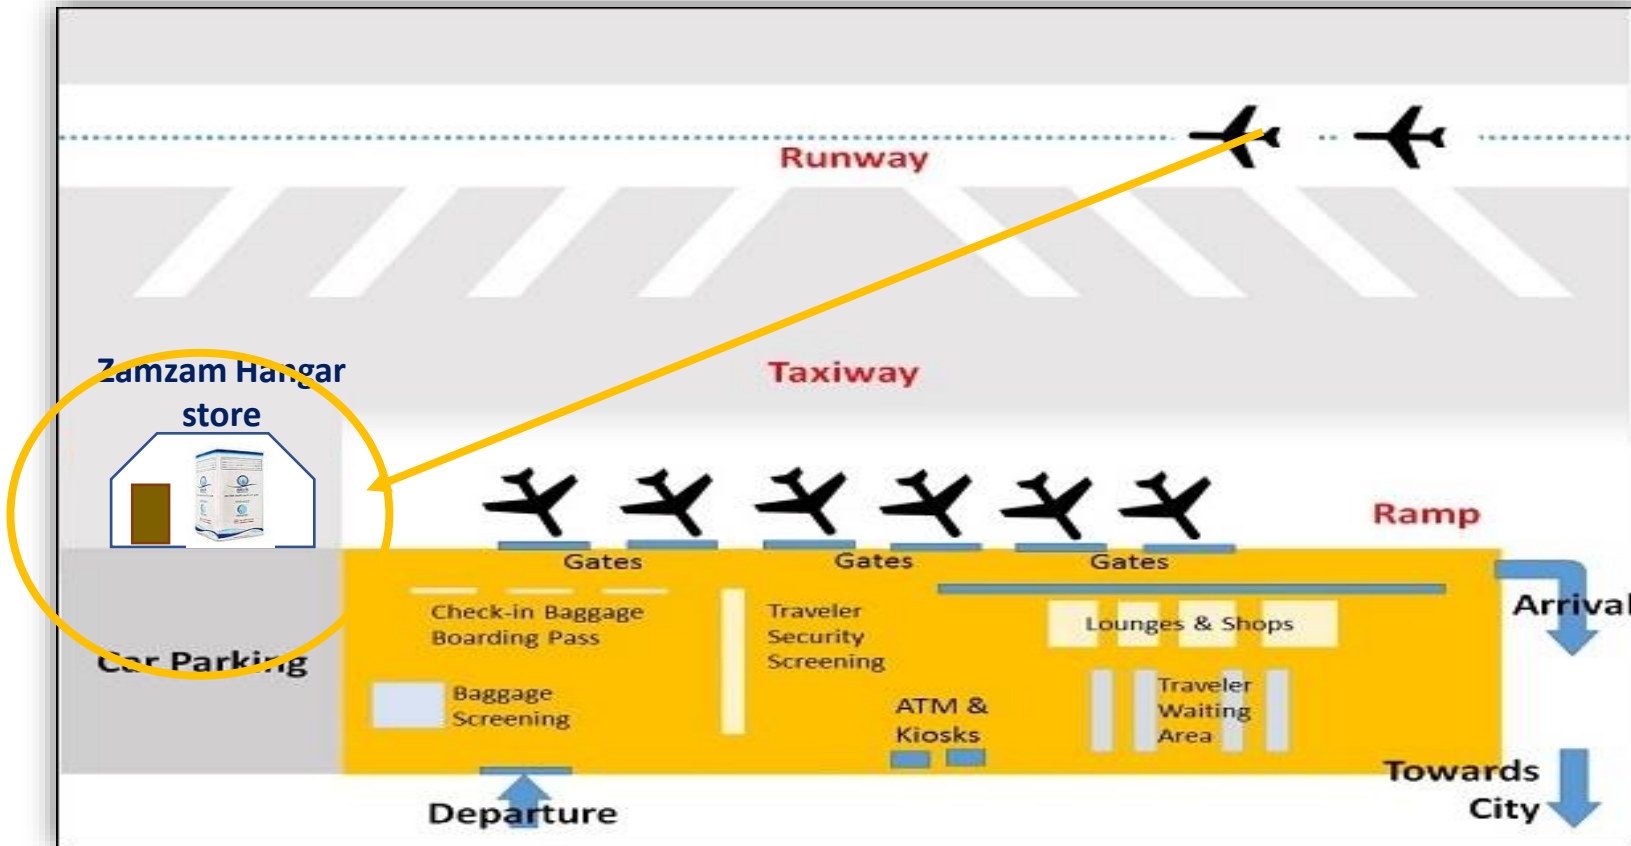 Runway
Taxiway
Zamzam Hangar
store
Ramp
Gates
Gates
Gates
Check-in Baggage
Boarding Pass
Traveler
Security
Screening
Lounges & Shops
Arrival
Car Parking
Baggage
Screening
ATM &
Kiosks
Traveler
Waiting
Area
Towards
City
Departure